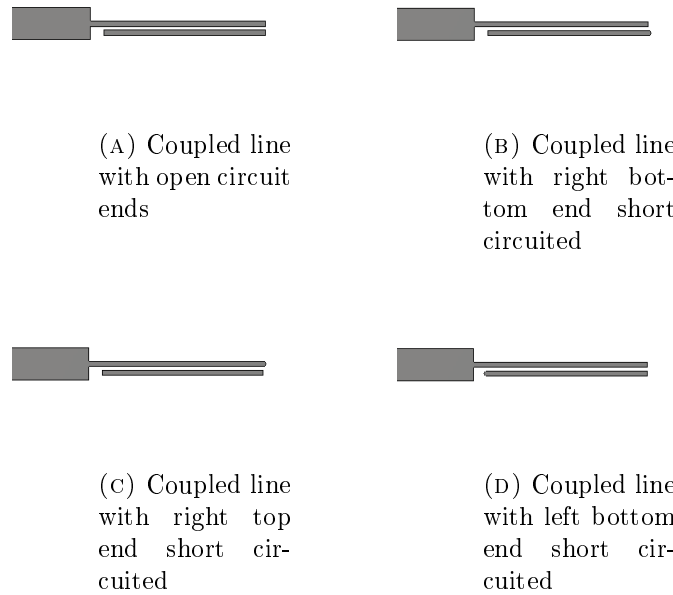 (A) Coupled line
with open circuit
ends
(B) Coupled line
with right bot-
tom end short
circuited
(C) Coupled line
with right top
end short cir-
cuited
(D) Coupled line
with left bottom
end short cir-
cuited